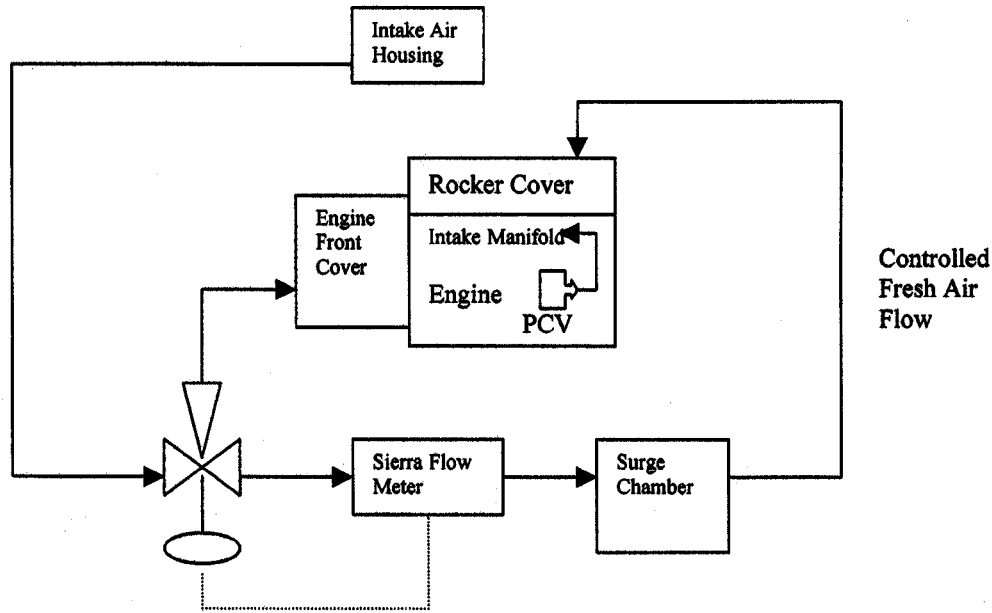 Intake Air
Housing
Rocker Cover
Engine
Front
Cover
Intake Manifold
Engine
PCV
Controlled
Fresh Air
Flow
Sierra Flow
Meter
Surge
Chamber